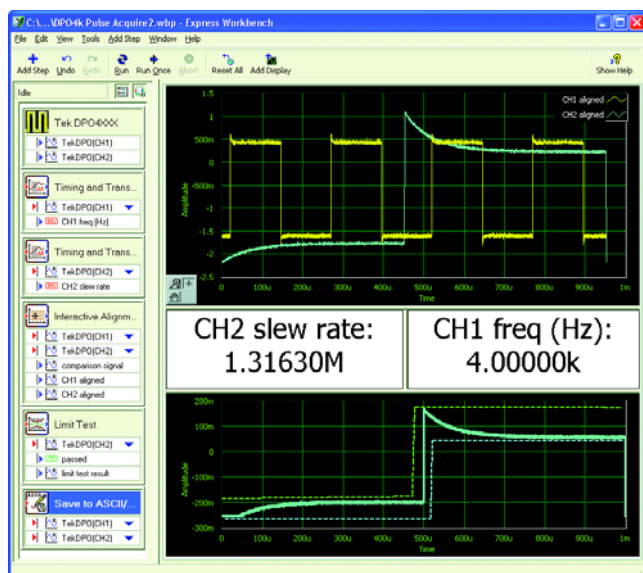 C:\...\DPO4k Pulse Acquire2.wbp - Express Workbench
File Edit View Tools Add Step Window Help
Add Step Undo Redo Run Run Once Abort Reset All Add Display Show Help
Idle
Tek DPO4XXX
TekDPO(CH1)
TekDPO(CH2)
Timing and Trans...
TekDPO(CH1)
CH1 freq (Hz)
Timing and Trans...
TekDPO(CH2)
CH2 slew rate
Interactive Alignm...
TekDPO(CH1)
TekDPO(CH2)
comparison signal
CH1 aligned
CH2 aligned
Limit Test
TekDPO(CH2)
passed
limit test result
Save to ASCII/...
TekDPO(CH1)
TekDPO(CH2)
CH1 aligned
CH2 aligned
Amplitude
1.5
1
500m
0
-500m
-1
-1.5
-2
-2.5
0 100u 200u 300u 400u 500u 600u 700u 800u 900u 1m
Time
CH2 slew rate:
1.31630M
CH1 freq (Hz):
4.00000k
Amplitude
200m
100m
0
-100m
-200m
-300m
0 100u 200u 300u 400u 500u 600u 700u 800u 900u 1m
Time